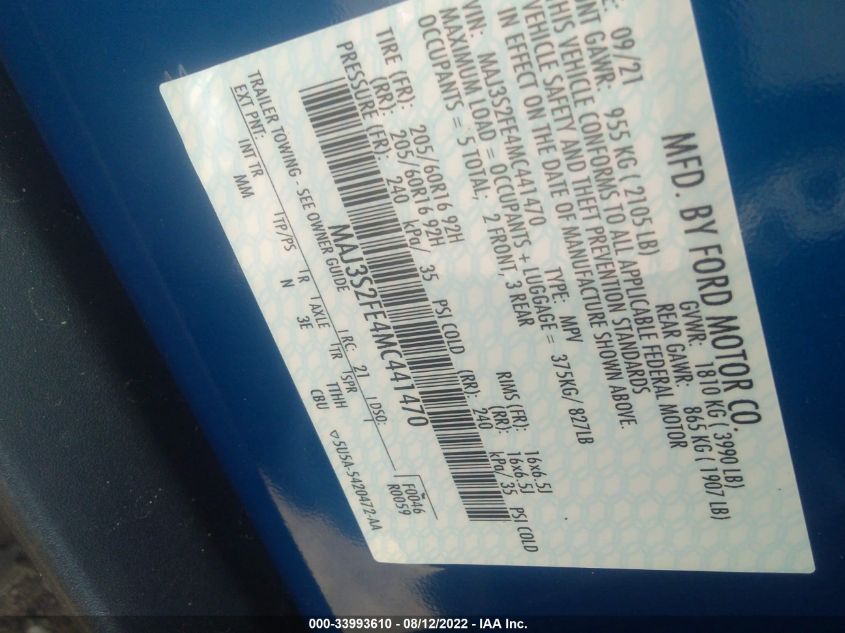 MFD. BY FORD MOTOR CO.
09/21 GVWR: 1810 KG ( 3990 LB)
GAWR: 955 KG ( 2105 LB) REAR GAWR: 865 KG ( 1907 LB)
THIS VEHICLE CONFORMS TO ALL APPLICABLE FEDERAL MOTOR
VEHICLE SAFETY AND THEFT PREVENTION STANDARDS
IN EFFECT ON THE DATE OF MANUFACTURE SHOWN ABOVE.
VIN: MAJ3S2FE4MC441470 TYPE: MPV
MAXIMUM LOAD = OCCUPANTS + LUGGAGE = 375KG/ 827LB
OCCUPANTS = 5 TOTAL, 2 FRONT, 3 REAR
TIRE (FR): 205/60R16 92H RIMS (FR): 16x6.5J
(RR): 205/60R16 92H (RR): 16x6.5J
PRESSURE (FR): 240 kPa/ 35 PSI COLD (RR): 240 kPa/ 35 PSI COLD
MAJ3S2FE4MC441470
TRAILER TOWING - SEE OWNER GUIDE
F0046
R0059
EXT PNT: RC: 21 DSO:
INT TR TP/PS R AXLE TR SPR
MM N 3E TTHH CBU
5U5A-5420472-AA
000-33993610 - 08/12/2022 - IAA Inc.